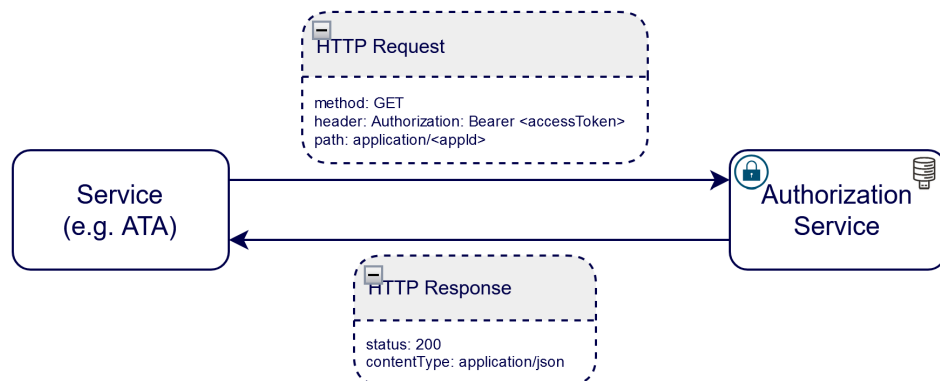 HTTP Request
method: GET
header: Authorization: Bearer <accessToken>
path: application/<appId>
Service
(e.g. ATA)
Authorization
Service
HTTP Response
status: 200
contentType: application/json